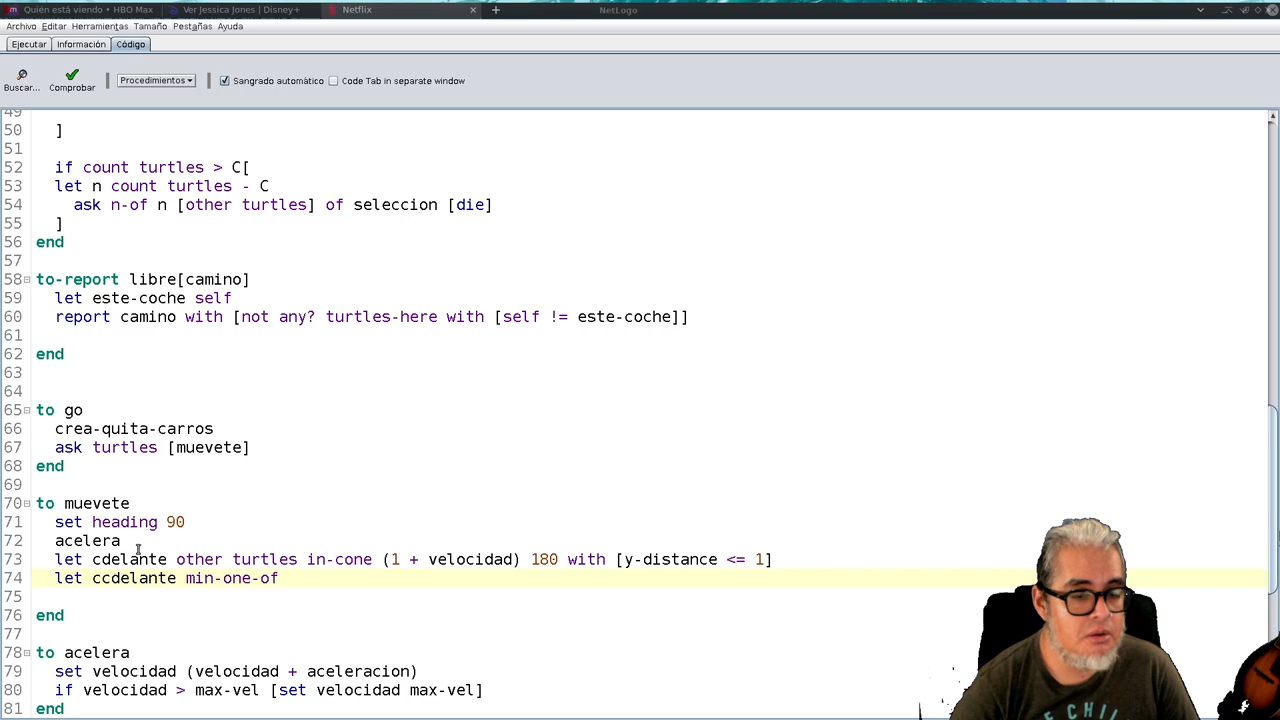 Quién está viendo • HBO Max
Ver Jessica Jones | Disney+
Netflix
NetLogo
Archivo Editar Herramientas Tamaño Pestañas Ayuda
Ejecutar Información Código
Buscar... Comprobar Procedimientos Sangrado automático Code Tab in separate window
49
50 ]
51
52 if count turtles > C[
53 let n count turtles - C
54 ask n-of n [other turtles] of seleccion [die]
55 ]
56 end
57
58 to-report libre[camino]
59 let este-coche self
60 report camino with [not any? turtles-here with [self != este-coche]]
61
62 end
63
64
65 to go
66 crea-quita-carros
67 ask turtles [muevete]
68 end
69
70 to muevete
71 set heading 90
72 acelera
73 let cdelante other turtles in-cone (1 + velocidad) 180 with [y-distance <= 1]
74 let ccdelante min-one-of
75
76 end
77
78 to acelera
79 set velocidad (velocidad + aceleracion)
80 if velocidad > max-vel [set velocidad max-vel]
81 end